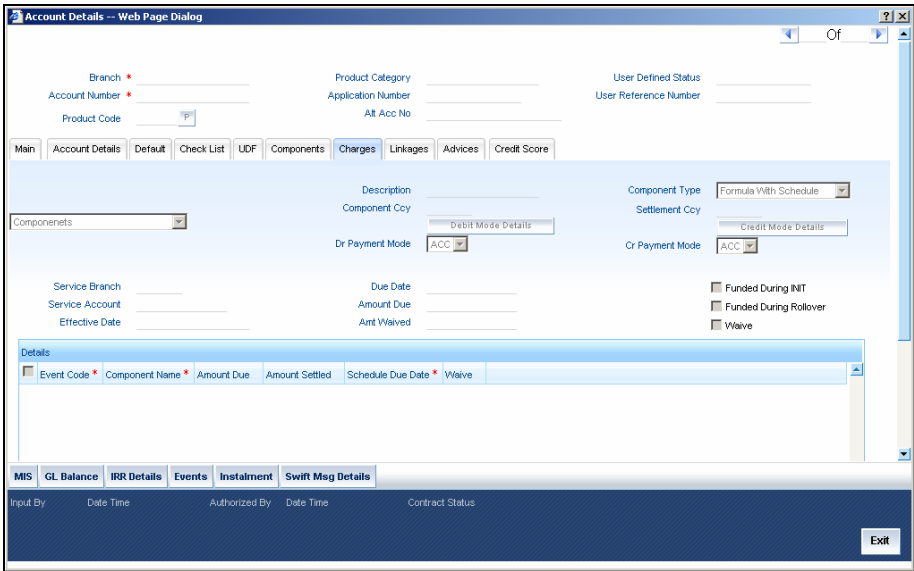 Account Details -- Web Page Dialog
Of
Branch * Product Category User Defined Status
Account Number * Application Number User Reference Number
Product Code P Alt Acc No
Main Account Details Default Check List UDF Components Charges Linkages Advices Credit Score
Description Component Type Formula With Schedule
Componenets Component Ccy Settlement Ccy
Debit Mode Details Credit Mode Details
Dr Payment Mode ACC Cr Payment Mode ACC
Service Branch Due Date Funded During INIT
Service Account Amount Due Funded During Rollover
Effective Date Amt Waived Waive
Details
Event Code * Component Name * Amount Due Amount Settled Schedule Due Date * Waive
MIS GL Balance IRR Details Events Instalment Swift Msg Details
Input By Date Time Authorized By Date Time Contract Status
Exit